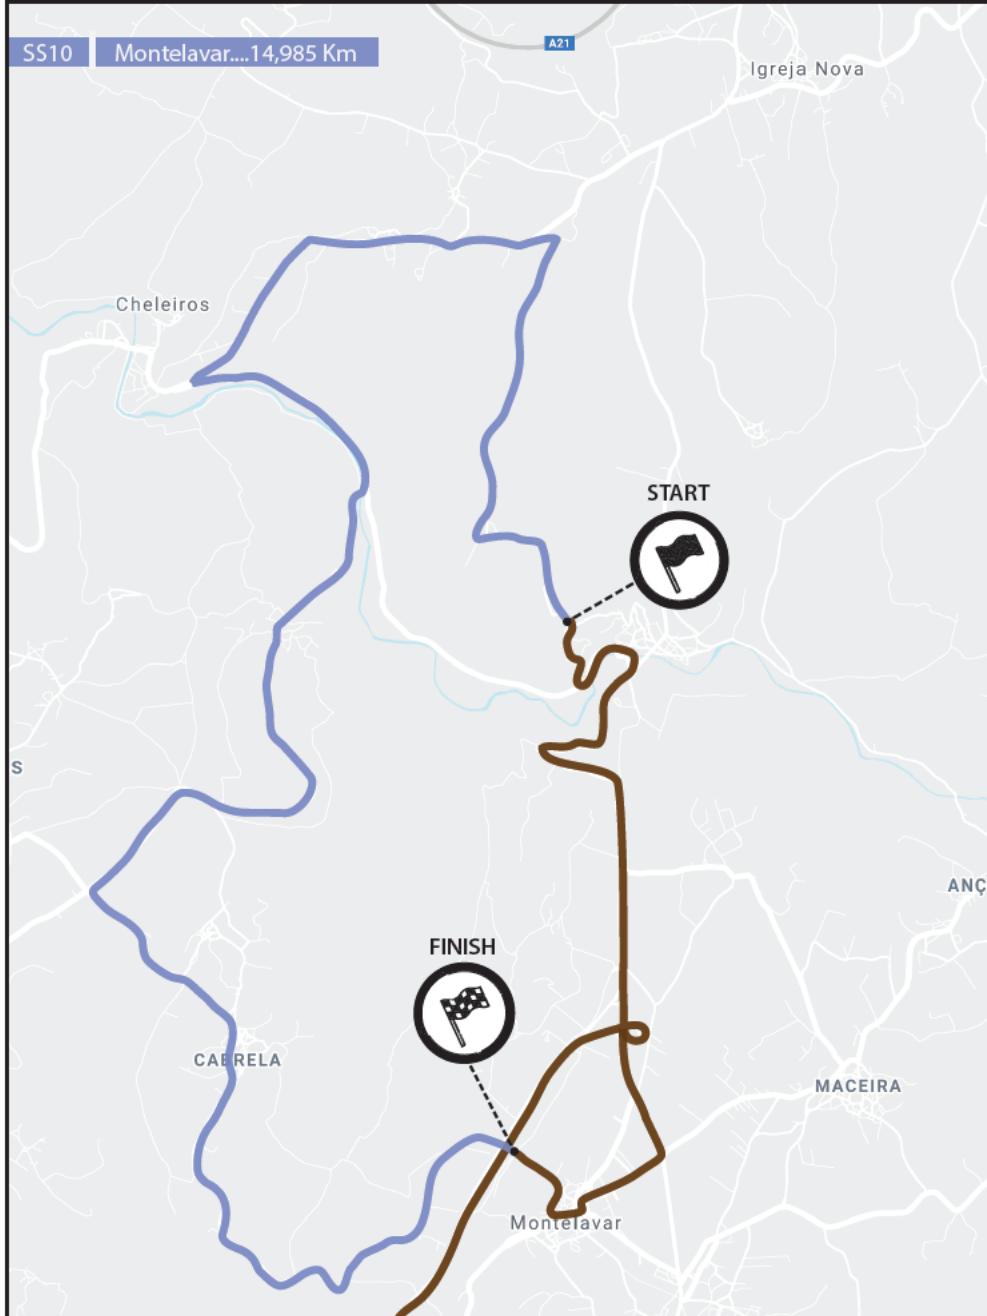 SS10 Montelavar....14,985 Km
A21
Igreja Nova
Cheleiros
START
S
ANÇ
FINISH
CABRELA
MACEIRA
Montelavar